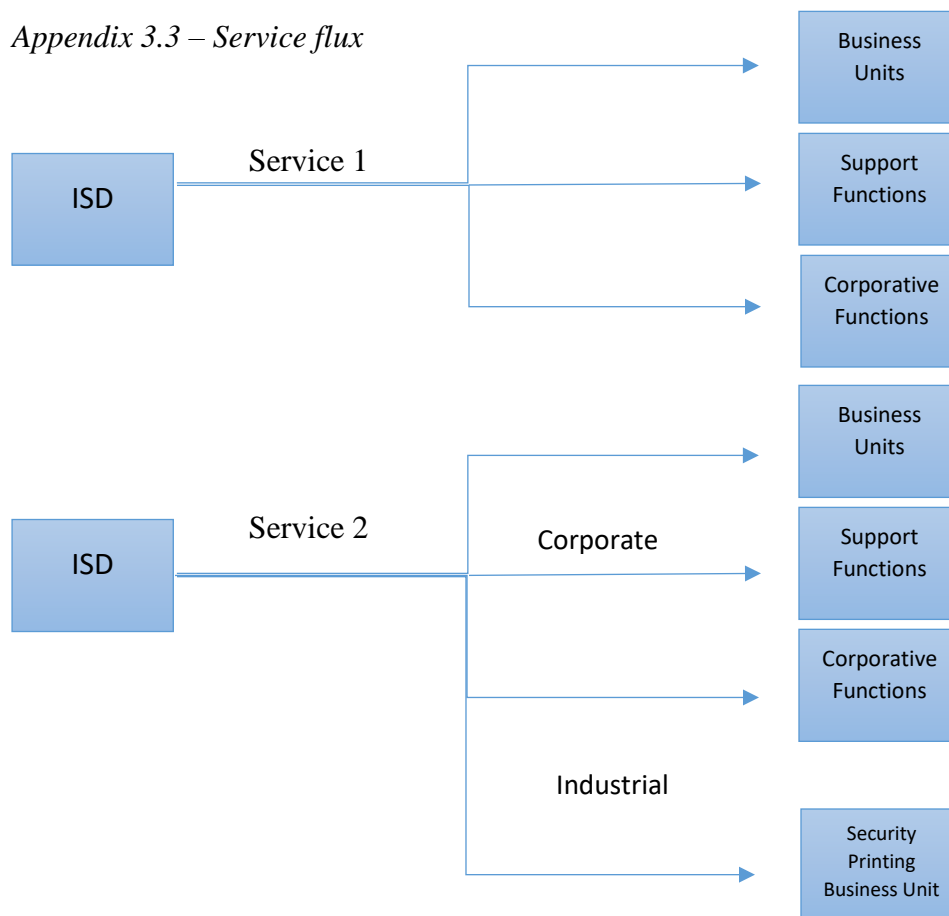 Appendix 3.3 – Service flux
Business
Units
Service 1
ISD
Support
Functions
Corporative
Functions
Business
Units
Service 2
Corporate
ISD
Support
Functions
Corporative
Functions
Industrial
Security
Printing
Business Unit